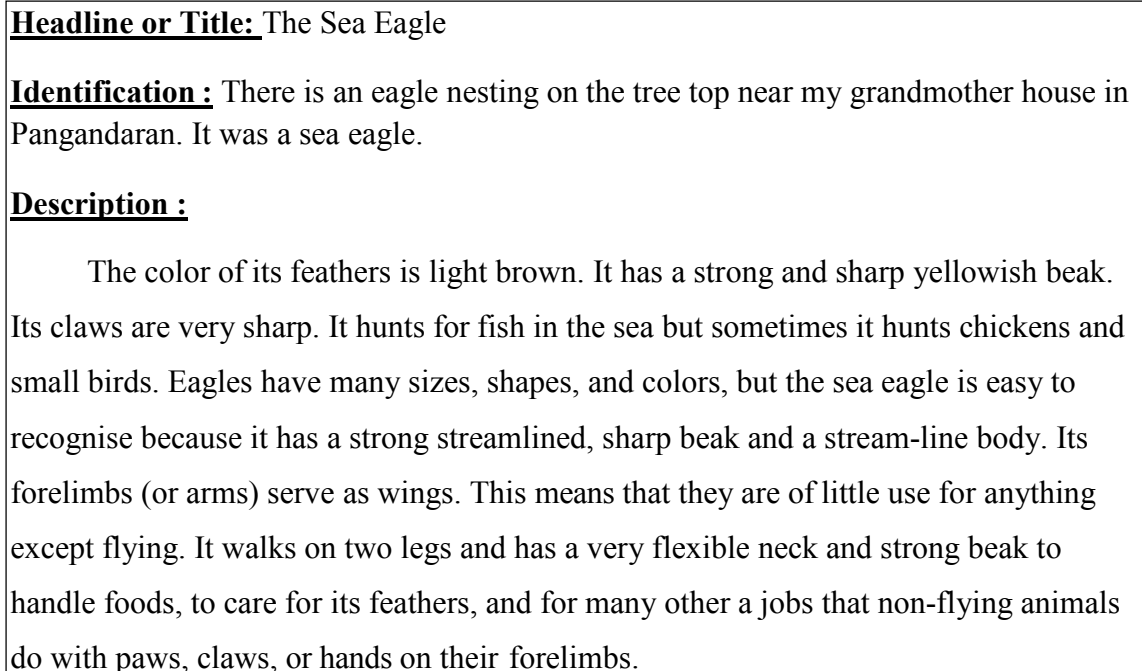 Headline or Title: The Sea Eagle
Identification : There is an eagle nesting on the tree top near my grandmother house in
Pangandaran. It was a sea eagle.
Description :
The color of its feathers is light brown. It has a strong and sharp yellowish beak.
Its claws are very sharp. It hunts for fish in the sea but sometimes it hunts chickens and
small birds. Eagles have many sizes, shapes, and colors, but the sea eagle is easy to
recognise because it has a strong streamlined, sharp beak and a stream-line body. Its
forelimbs (or arms) serve as wings. This means that they are of little use for anything
except flying. It walks on two legs and has a very flexible neck and strong beak to
handle foods, to care for its feathers, and for many other a jobs that non-flying animals
do with paws, claws, or hands on their forelimbs.